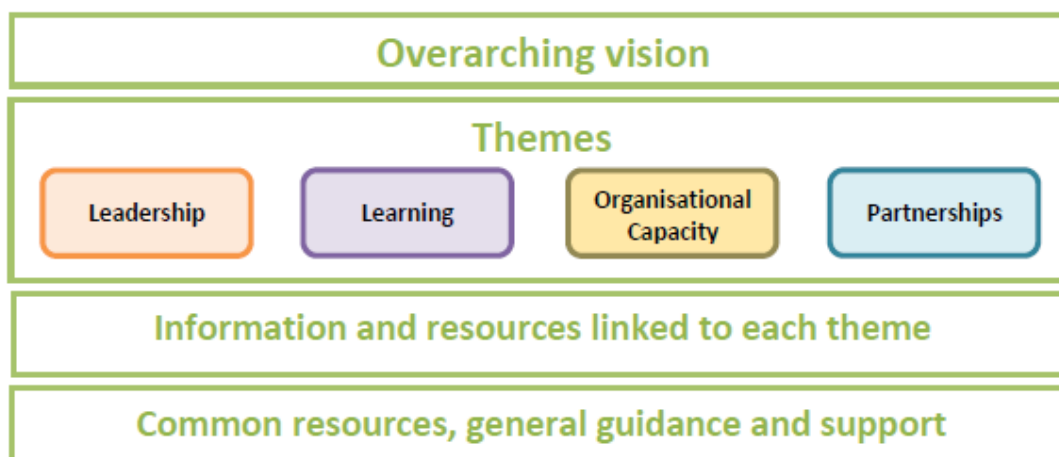 Overarching vision
Themes
Leadership
Learning
Organisational
Capacity
Partnerships
Information and resources linked to each theme
Common resources, general guidance and support